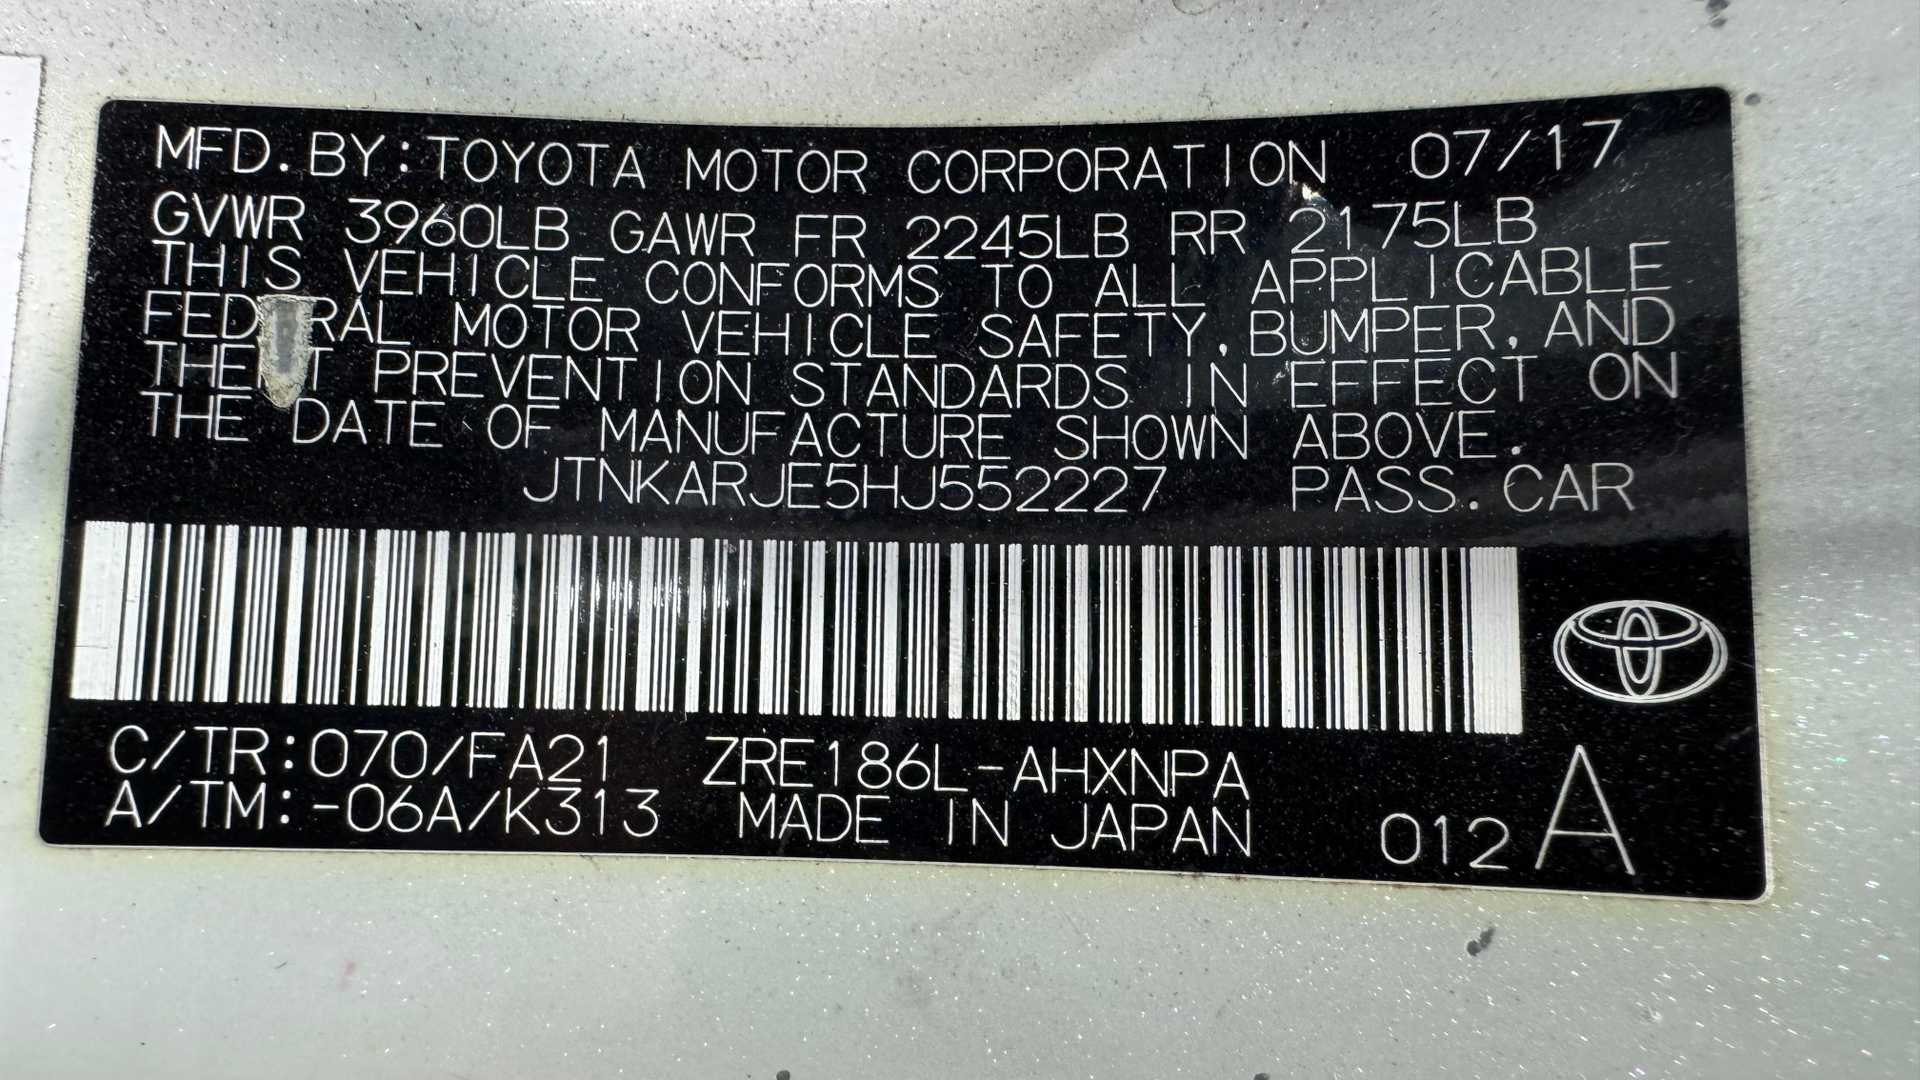 MFD. BY: TOYOTA MOTOR CORPORATION 07/17
GVWR 3960LB GAWR FR 2245LB RR 2175LB
THIS VEHICLE CONFORMS TO ALL APPLICABLE
FEDERAL MOTOR VEHICLE SAFETY, BUMPER, AND
THEFT PREVENTION STANDARDS IN EFFECT ON
THE DATE OF MANUFACTURE SHOWN ABOVE.
JTNKARJE5HJ552227 PASS. CAR
C/TR: 070/FA21 ZRE186L-AHXNPA
A/TM: -06A/K313 MADE IN JAPAN 012 A